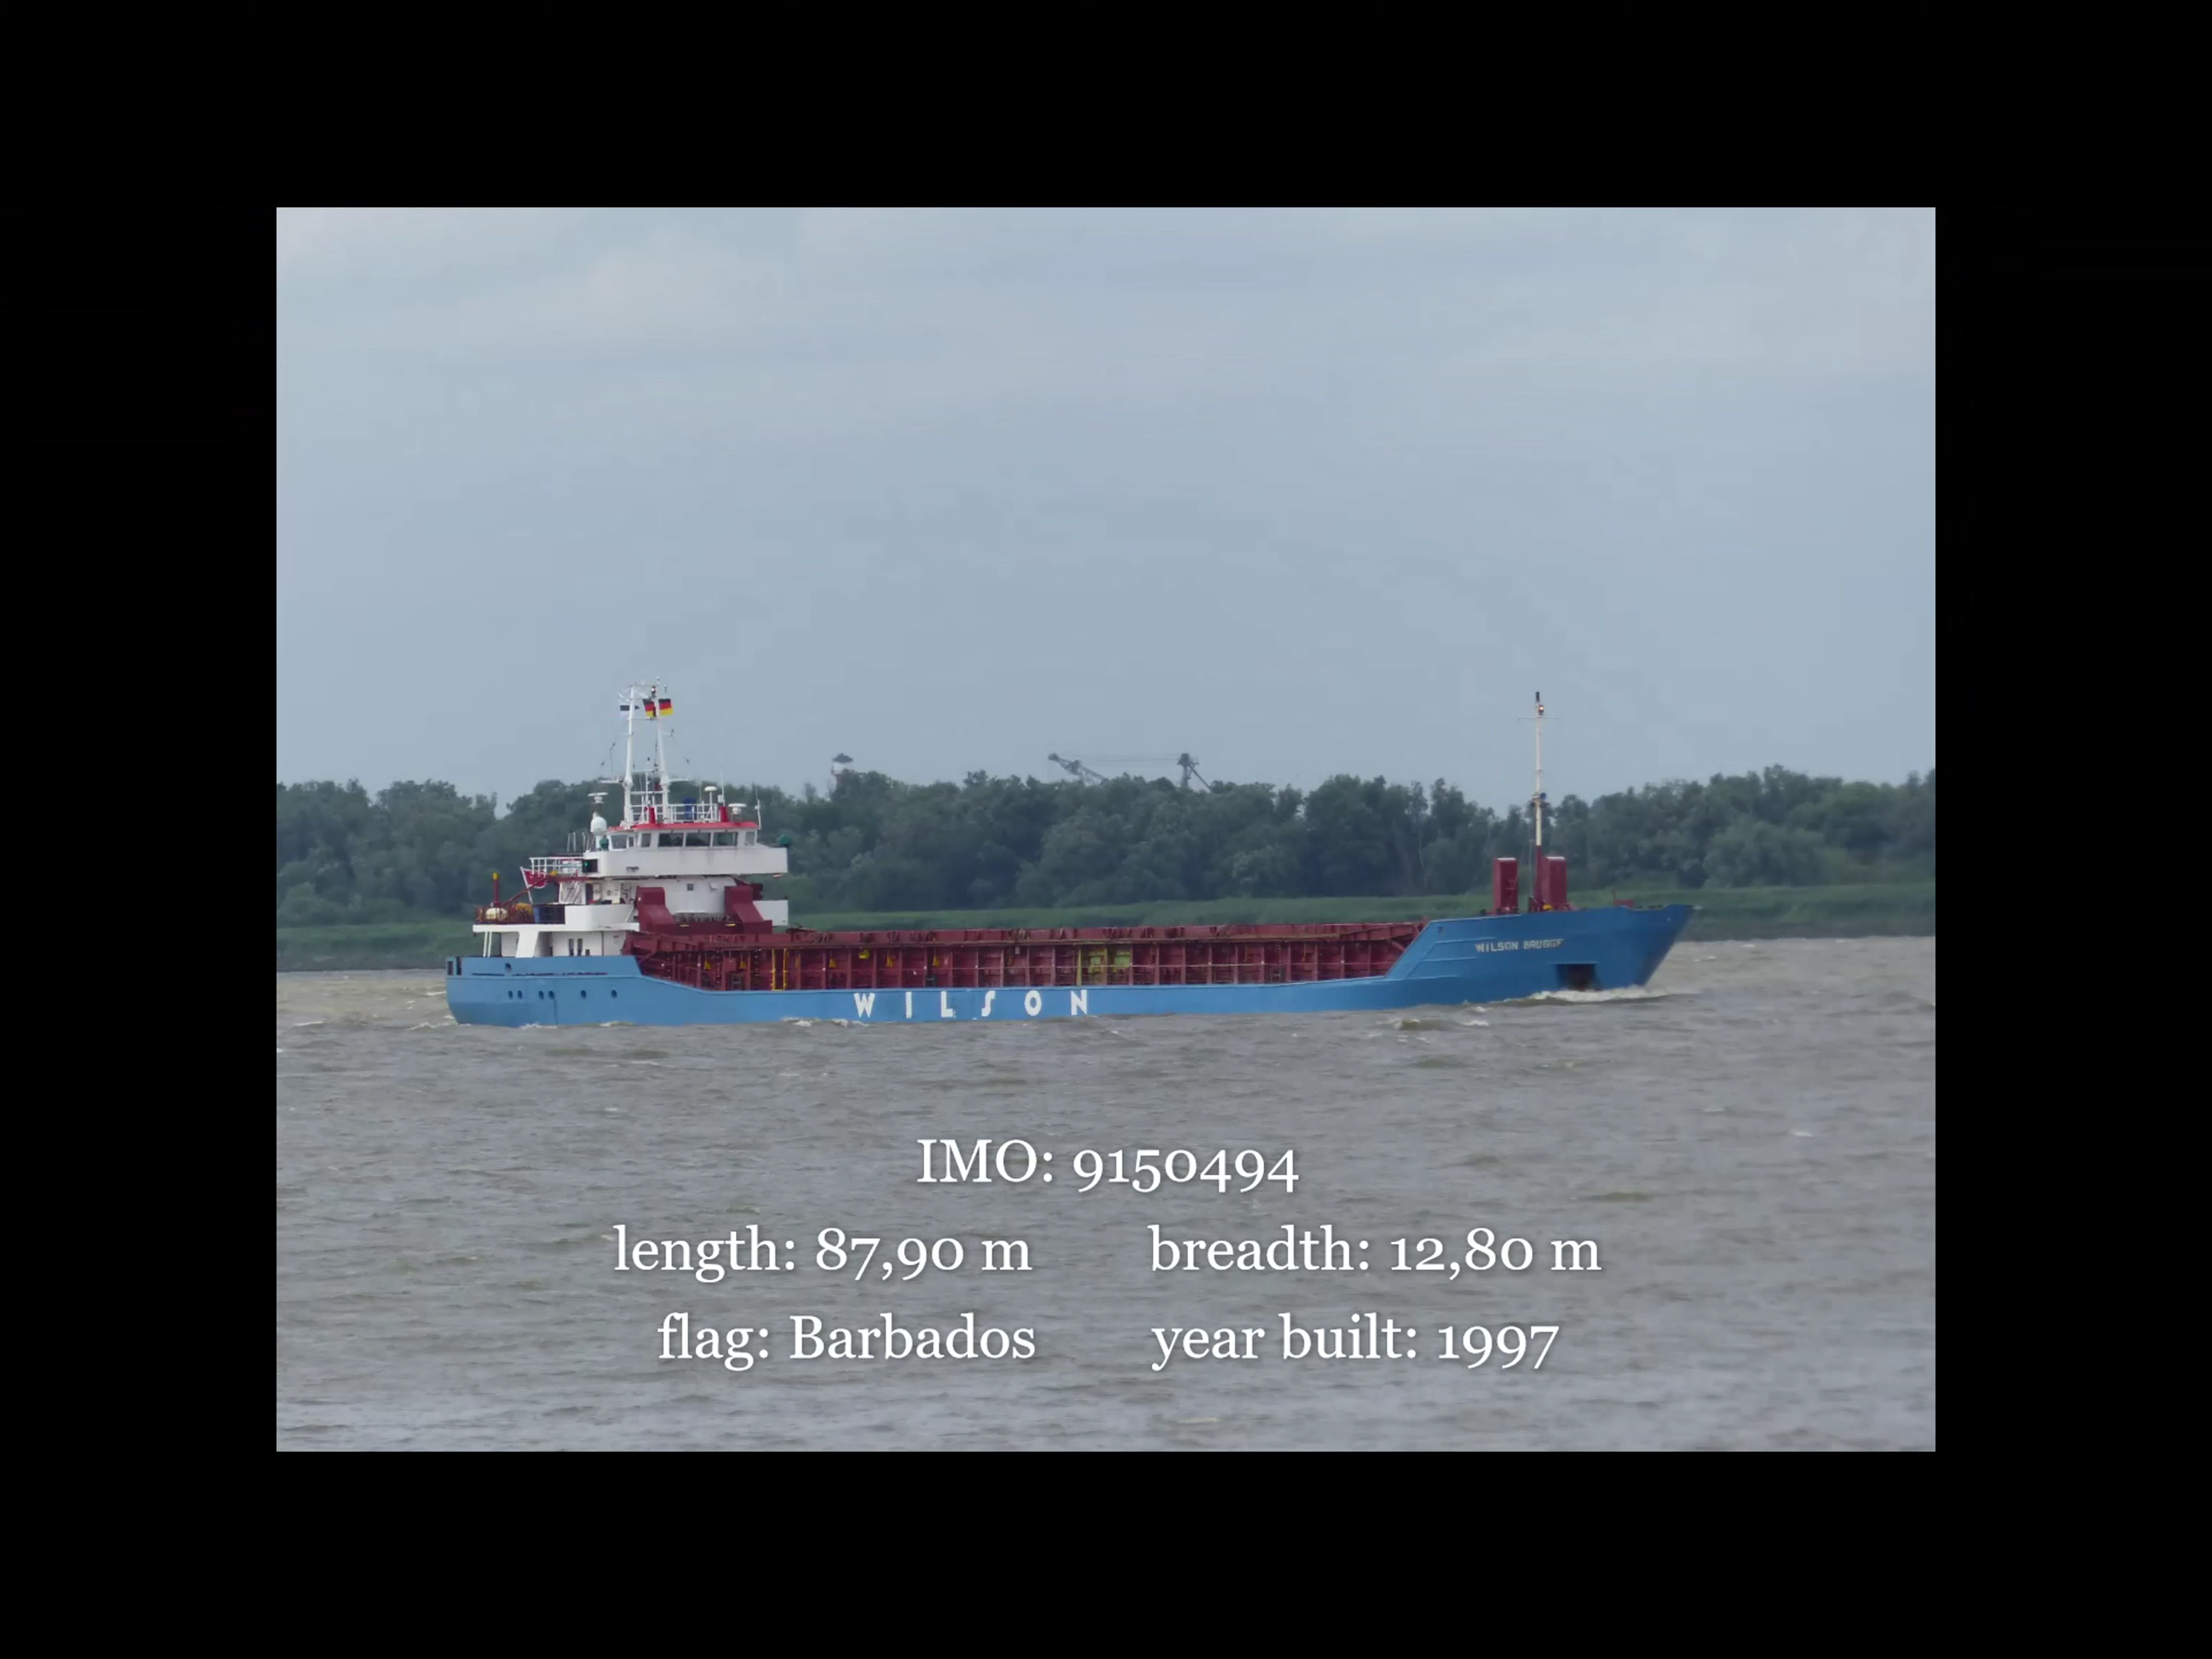 WILSON BRUGGE
WILSON
IMO: 9150494
length: 87,90 m breadth: 12,80 m
flag: Barbados year built: 1997